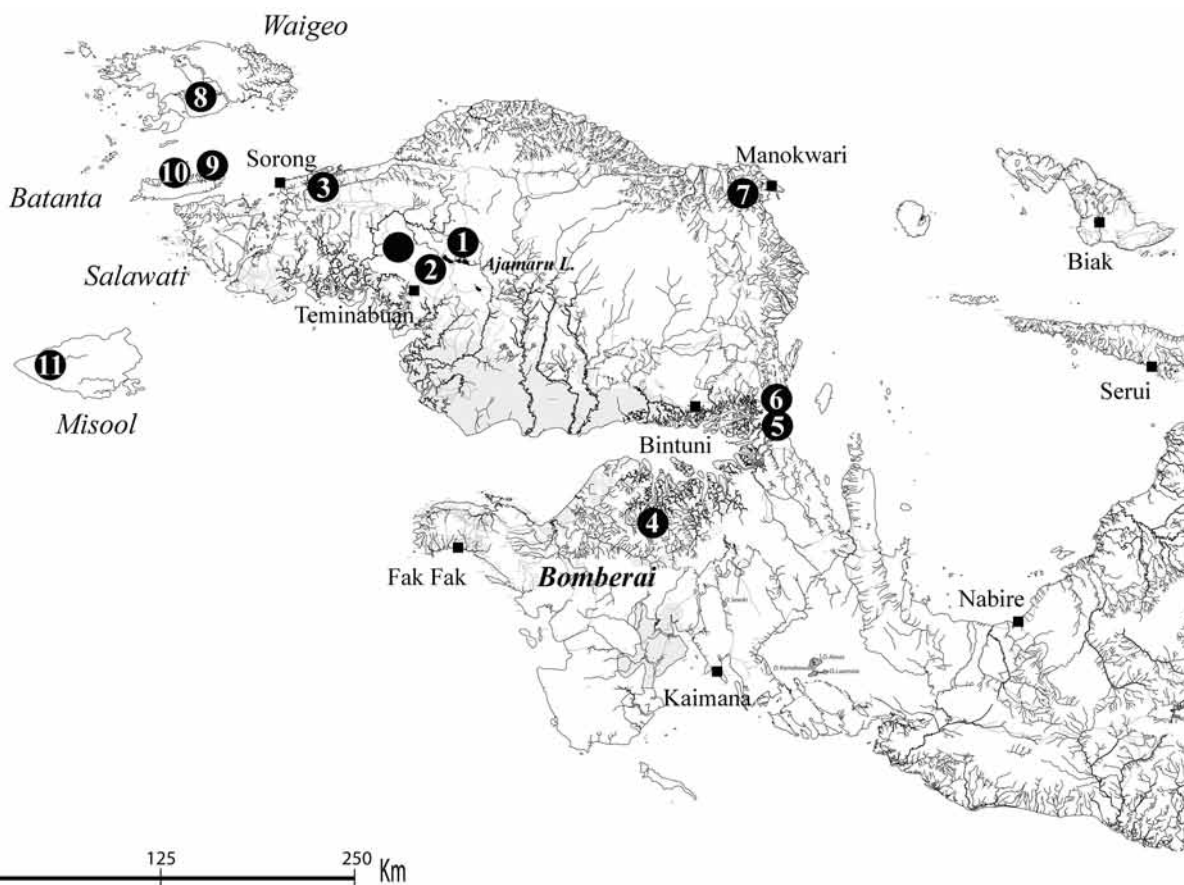 Waigeo
8
9
10
Sorong
Manokwari
3
7
Batanta
1
2
Ajamaru L.
Biak
Salawati
Teminabuan
11
Misool
6
5
Serui
Bintuni
4
Fak Fak
Bomberai
Nabire
Kaimana
125
250
Km